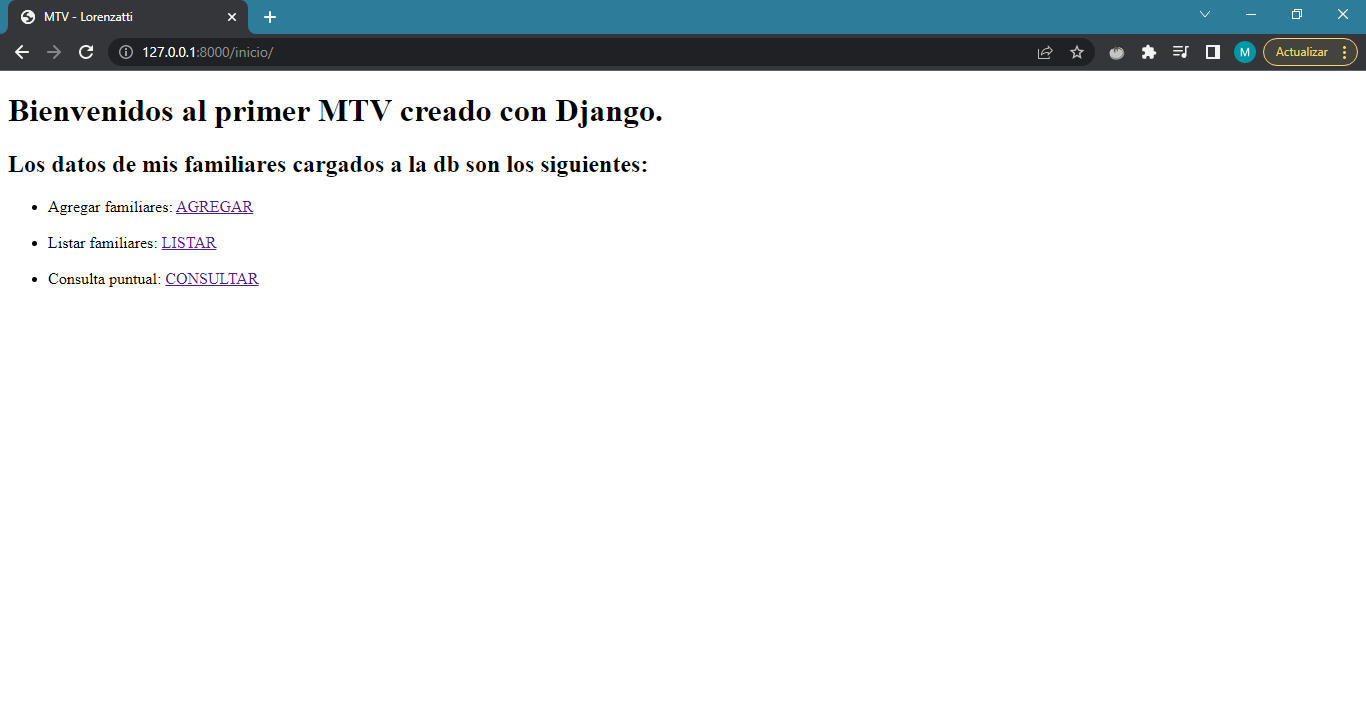 MTV - Lorenzatti
127.0.0.1:8000/inicio/
M
Actualizar
Bienvenidos al primer MTV creado con Django.
Los datos de mis familiares cargados a la db son los siguientes:
Agregar familiares: AGREGAR
Listar familiares: LISTAR
Consulta puntual: CONSULTAR